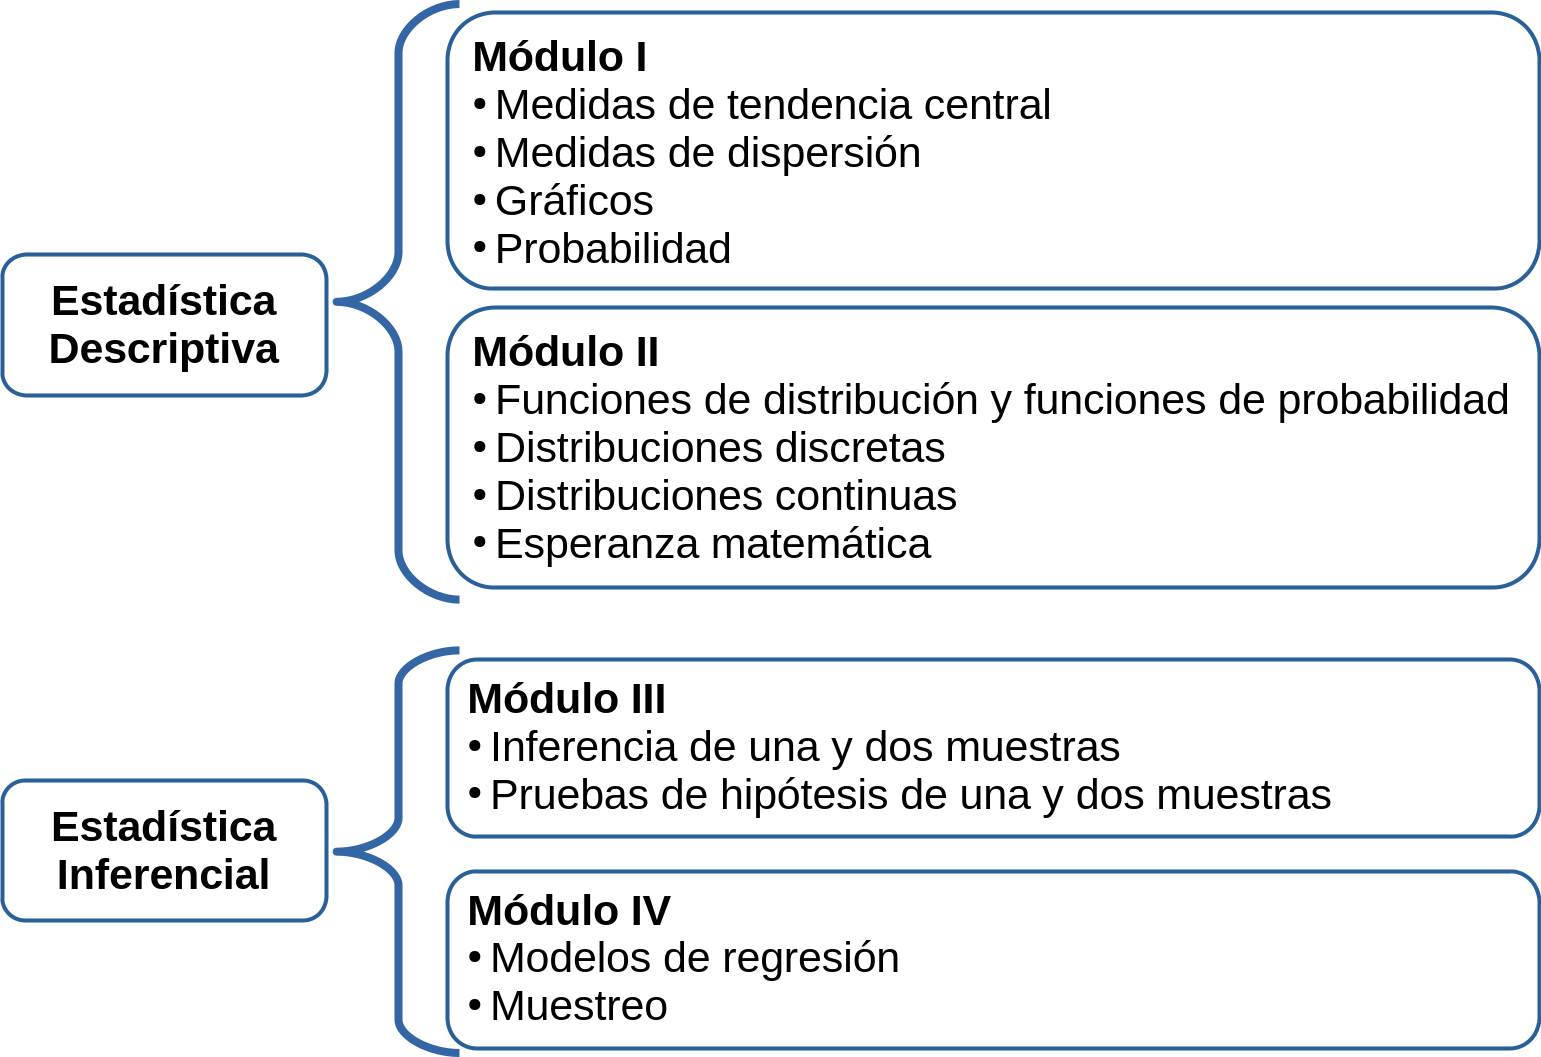 Estadística
Descriptiva
Módulo I
• Medidas de tendencia central
• Medidas de dispersión
• Gráficos
• Probabilidad
Módulo II
• Funciones de distribución y funciones de probabilidad
• Distribuciones discretas
• Distribuciones continuas
• Esperanza matemática
Estadística
Inferencial
Módulo III
• Inferencia de una y dos muestras
• Pruebas de hipótesis de una y dos muestras
Módulo IV
• Modelos de regresión
• Muestreo